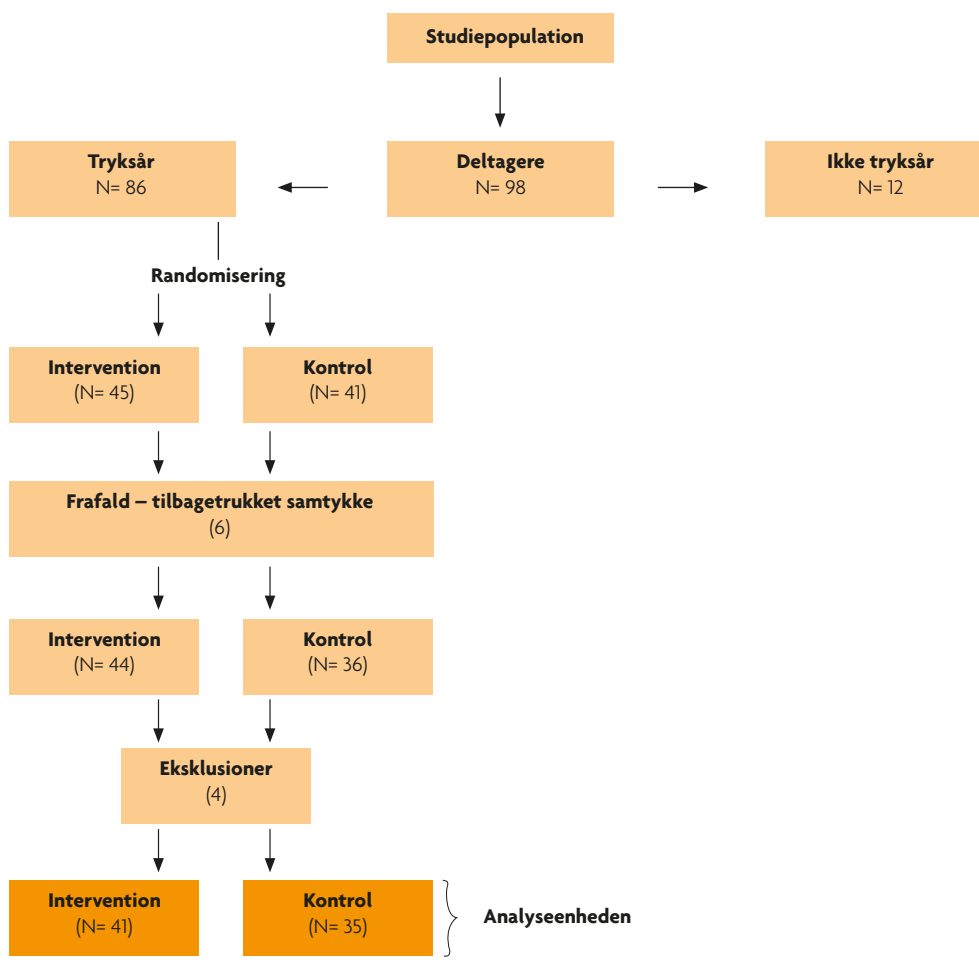 Studiepopulation
Tryksår
N= 86
Deltagere
N= 98
Ikke tryksår
N= 12
Randomisering
Intervention
(N= 45)
Kontrol
(N= 41)
Frafald – tilbagetrukket samtykke
(6)
Intervention
(N= 44)
Kontrol
(N= 36)
Eksklusioner
(4)
Intervention
(N= 41)
Kontrol
(N= 35)
Analyseenheden